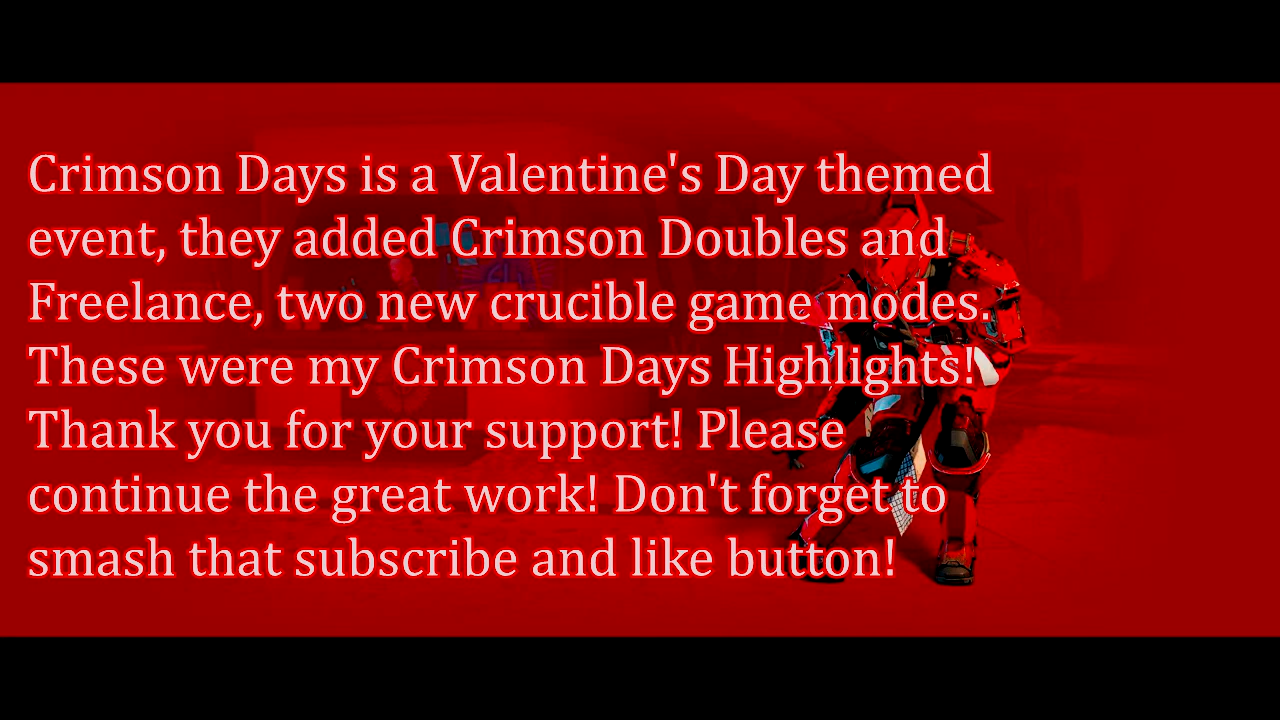 Crimson Days is a Valentine's Day themed
event, they added Crimson Doubles and
Freelance, two new crucible game modes.
These were my Crimson Days Highlights!
Thank you for your support! Please
continue the great work! Don't forget to
smash that subscribe and like button!